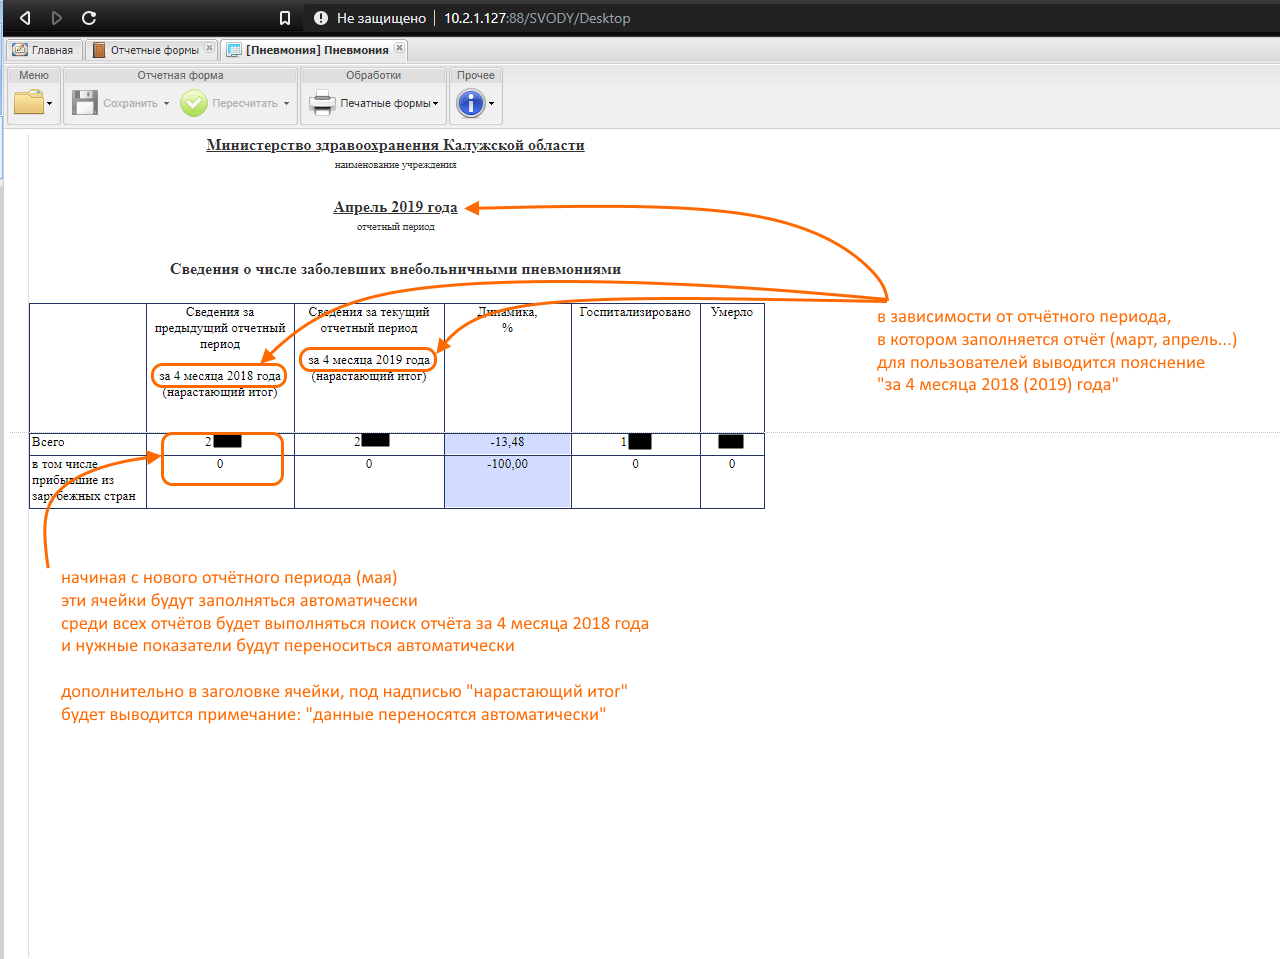 Не защищено 10.2.1.127:88/SVODY/Desktop
Главная Отчетные формы [Пневмония] Пневмония
Меню Отчетная форма Обработки Прочее
Сохранить Пересчитать Печатные формы
Министерство здравоохранения Калужской области
наименование учреждения
Апрель 2019 года
отчетный период
Сведения о числе заболевших внебольничными пневмониями
Сведения за
предыдущий отчетный
период
за 4 месяца 2018 года
(нарастающий итог)
Сведения за текущий
отчетный период
за 4 месяца 2019 года
(нарастающий итог)
Динамика,
%
Госпитализировано
Умерло
Всего 2 2 -13,48 1
в том числе 0 0 -100,00 0 0
прибывшие из
зарубежных стран
в зависимости от отчётного периода,
в котором заполняется отчёт (март, апрель...)
для пользователей выводится пояснение
"за 4 месяца 2018 (2019) года"
начиная с нового отчётного периода (мая)
эти ячейки будут заполняться автоматически
среди всех отчётов будет выполняться поиск отчёта за 4 месяца 2018 года
и нужные показатели будут переноситься автоматически
дополнительно в заголовке ячейки, под надписью "нарастающий итог"
будет выводится примечание: "данные переносятся автоматически"